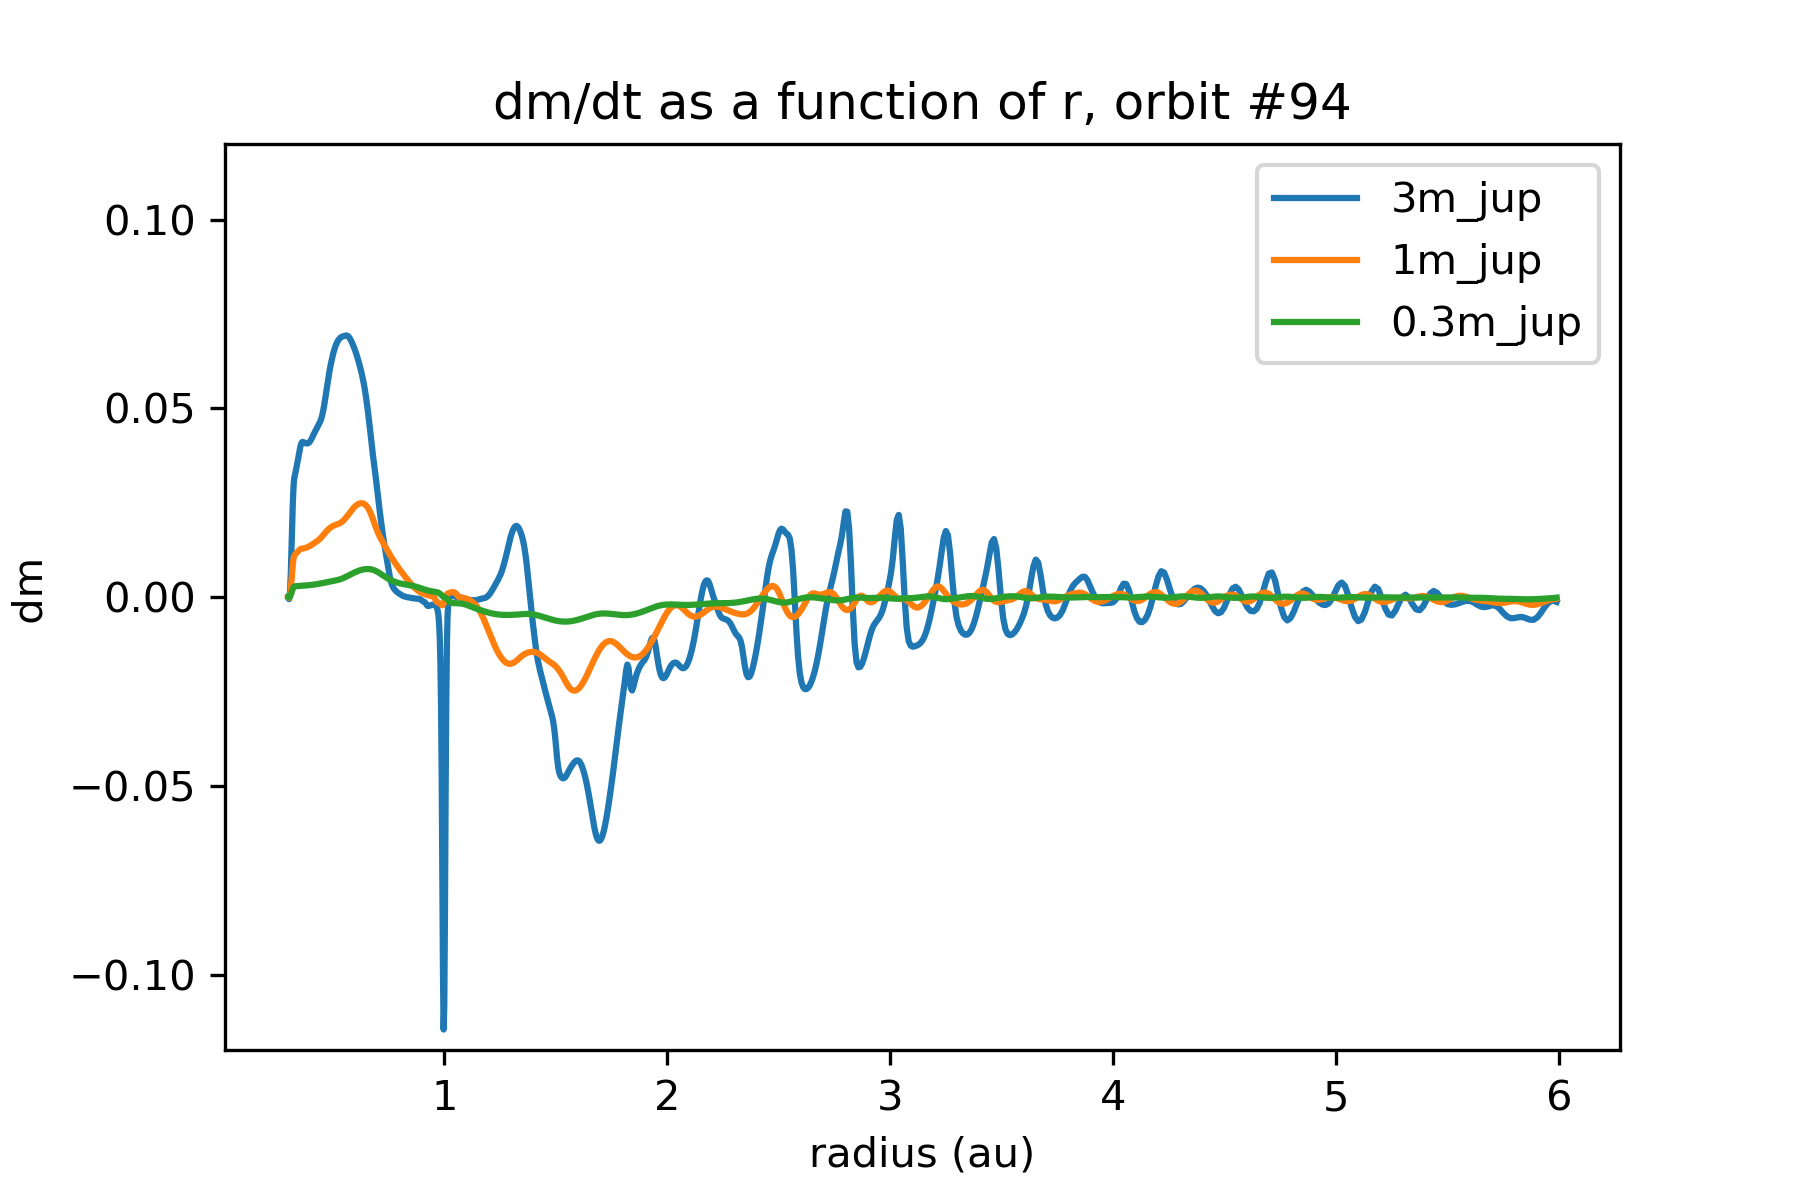 dm/dt as a function of r, orbit #94
3m_jup
1m_jup
0.3m_jup
0.10
0.05
0.00
−0.05
−0.10
dm
1 2 3 4 5 6
radius (au)